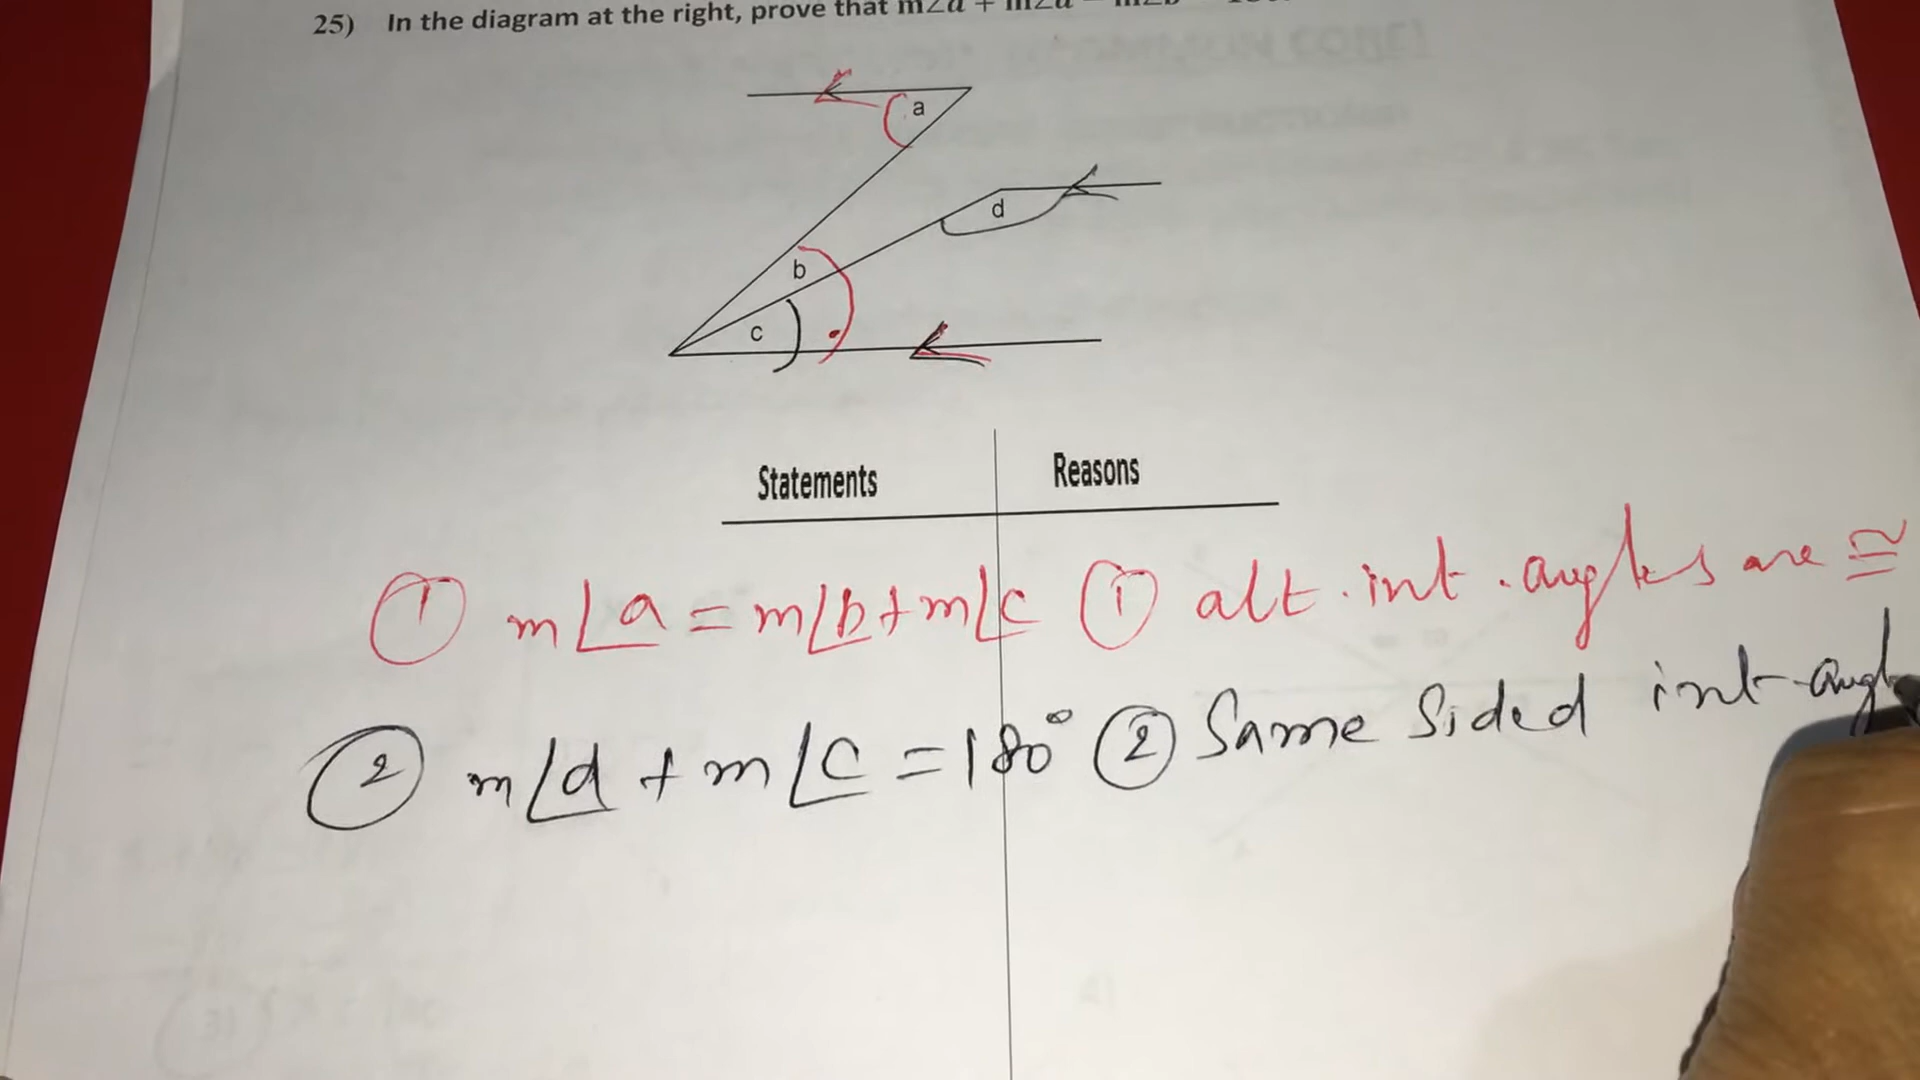 25) In the diagram at the right, prove that m∠a + m∠d
a
d
b
c
Statements
Reasons
① m∠a = m∠b + m∠c ① alt. int. angles are ≅
② m∠d + m∠c = 180° ② Same Sided int angl